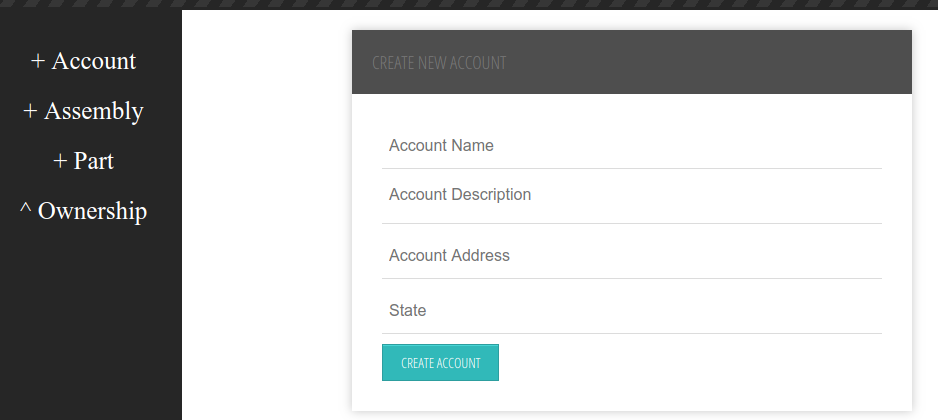 + Account
+ Assembly
+ Part
^ Ownership
CREATE NEW ACCOUNT
Account Name
Account Description
Account Address
State
CREATE ACCOUNT